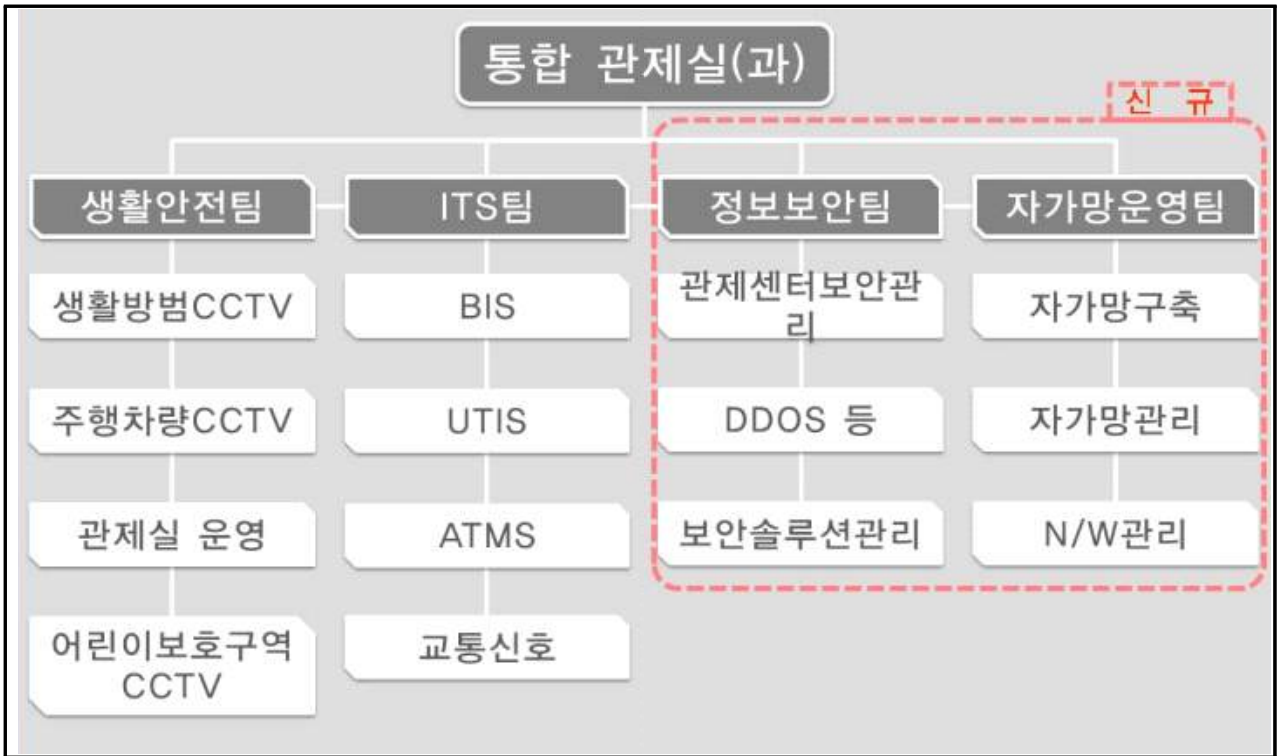 통합 관제실(과)
신 규
생활안전팀
ITS팀
정보보안팀
자가망운영팀
생활방범CCTV
BIS
관제센터보안관
리
자가망구축
주행차량CCTV
UTIS
DDOS 등
자가망관리
관제실 운영
ATMS
보안솔루션관리
N/W관리
어린이보호구역
CCTV
교통신호